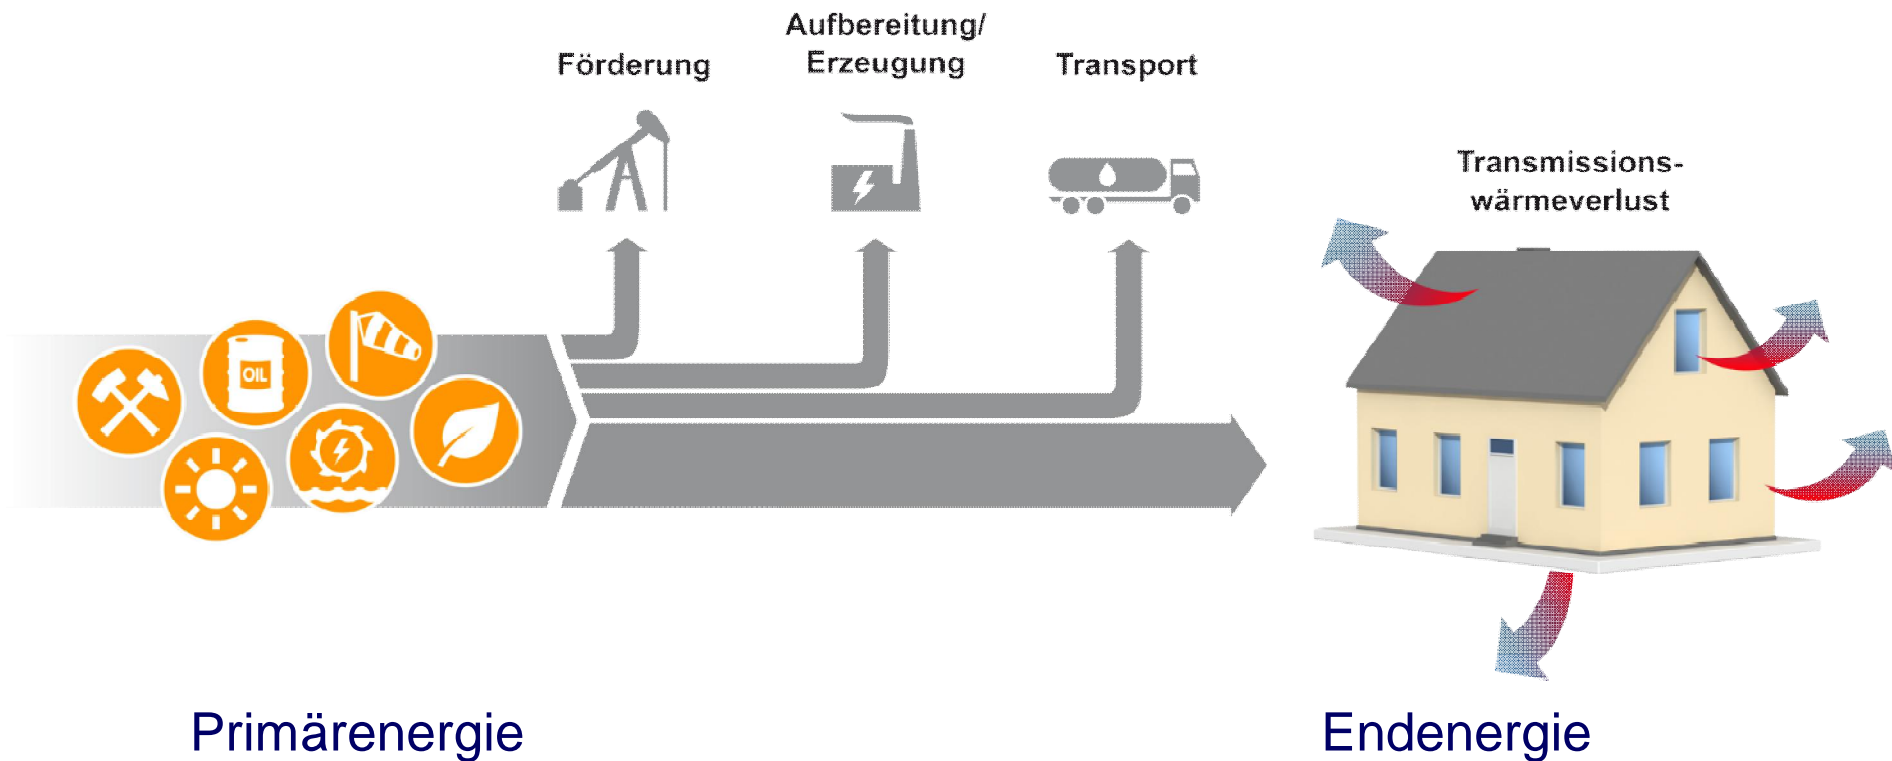 Aufbereitung/
Erzeugung
Förderung
Transport
Transmissions-
wärmeverlust
OIL
Primärenergie
Endenergie